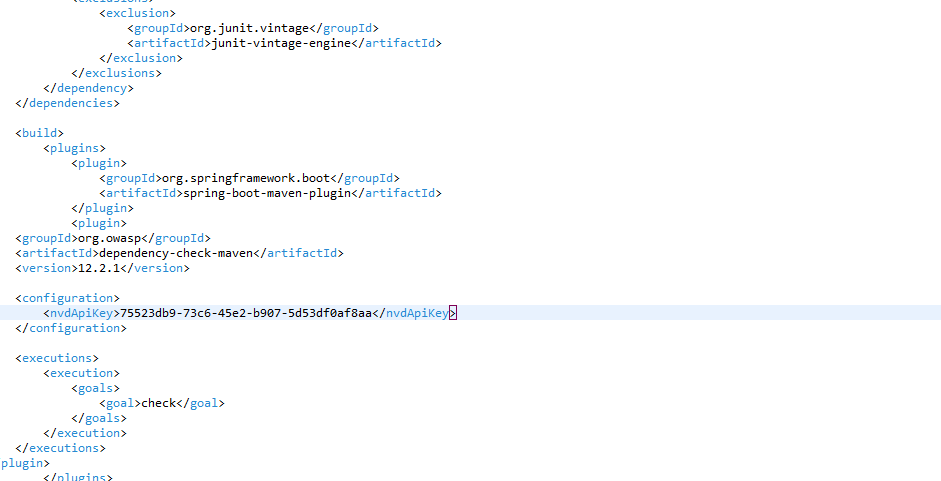 <exclusions>
<exclusion>
<groupId>org.junit.vintage</groupId>
<artifactId>junit-vintage-engine</artifactId>
</exclusion>
</exclusions>
</dependency>
</dependencies>
<build>
<plugins>
<plugin>
<groupId>org.springframework.boot</groupId>
<artifactId>spring-boot-maven-plugin</artifactId>
</plugin>
<plugin>
<groupId>org.owasp</groupId>
<artifactId>dependency-check-maven</artifactId>
<version>12.2.1</version>
<configuration>
<nvdApiKey>75523db9-73c6-45e2-b907-5d53df0af8aa</nvdApiKey>
</configuration>
<executions>
<execution>
<goals>
<goal>check</goal>
</goals>
</execution>
</executions>
plugin>
</plugins>